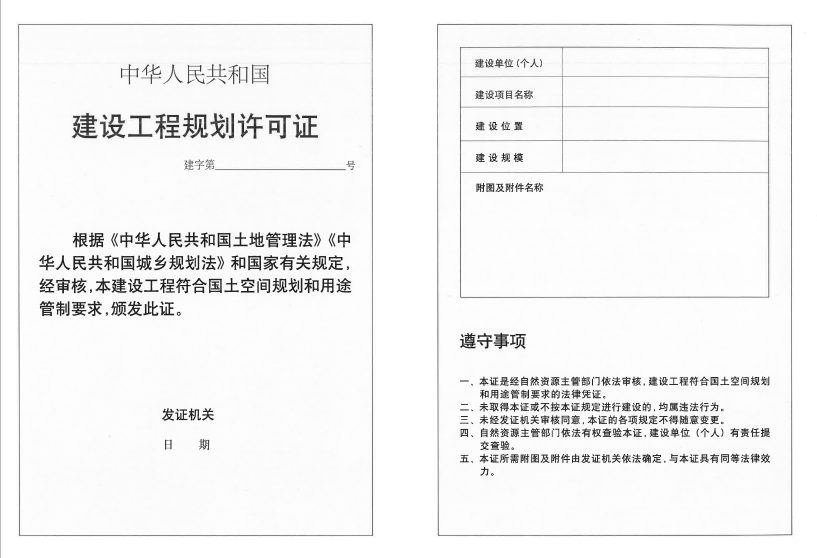 中华人民共和国
建设工程规划许可证
建字第 号
根据《中华人民共和国土地管理法》《中
华人民共和国城乡规划法》和国家有关规定,
经审核,本建设工程符合国土空间规划和用途
管制要求,颁发此证。
发证机关
日 期
建设单位(个人)
建设项目名称
建设位置
建设规模
附图及附件名称
遵守事项
一、本证是经自然资源主管部门依法审核,建设工程符合国土空间规划
和用途管制要求的法律凭证。
二、未取得本证或不按本证规定进行建设的,均属违法行为。
三、未经发证机关审核同意,本证的各项规定不得随意变更。
四、自然资源主管部门依法有权查验本证,建设单位(个人)有责任提
交查验。
五、本证所需附图及附件由发证机关依法确定,与本证具有同等法律效
力。